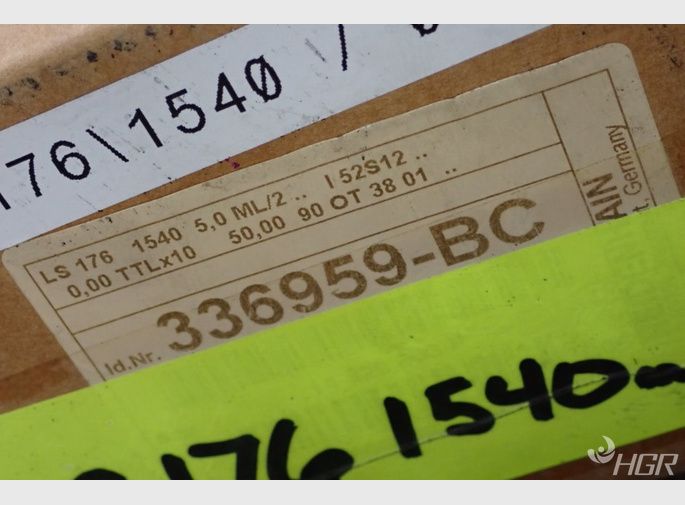 176\1540 /
LS 176 1540 5,0 ML/2 .. I 52S12 ..
0,00 TTLx10 50,00 90 OT 38 01 ..
Id.Nr. 336959-BC
AIN
t, Germany
176 1540
HGR